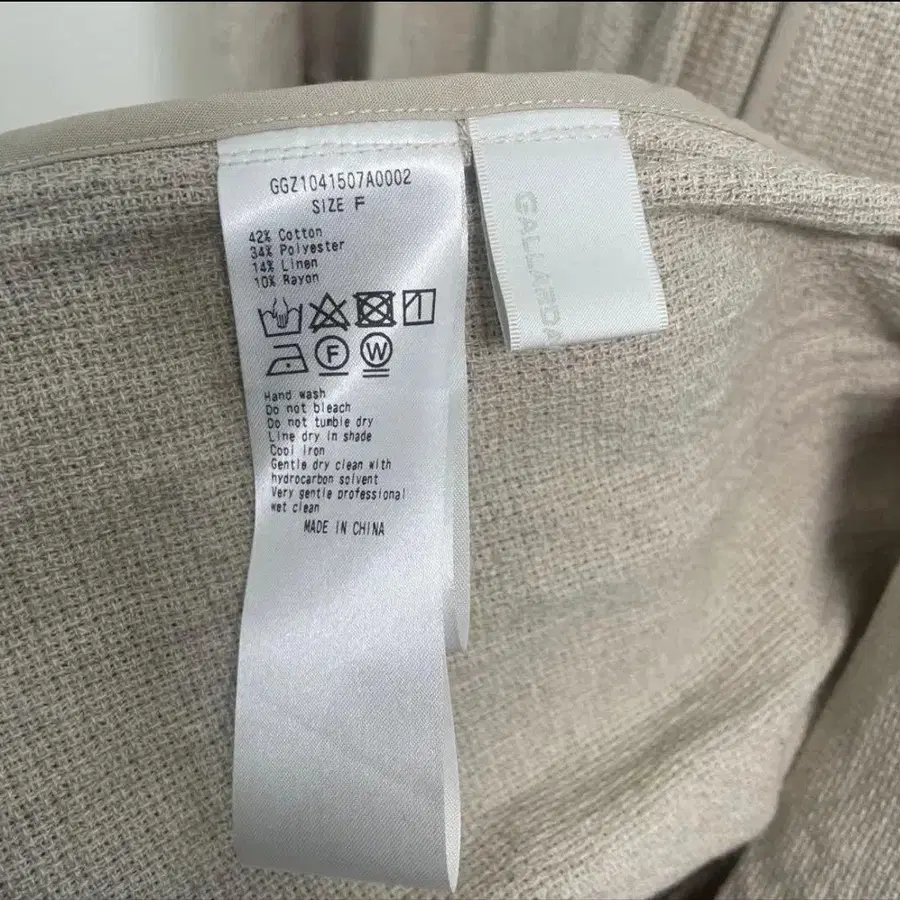 GGZ1041507A0002
SIZE F
42% Cotton
34% Polyester
14% Linen
10% Rayon
F W
Hand wash
Do not bleach
Do not tumble dry
Line dry in shade
Cool iron
Gentle dry clean with
hydrocarbon solvent
Very gentle professional
wet clean
MADE IN CHINA
GALLARDA